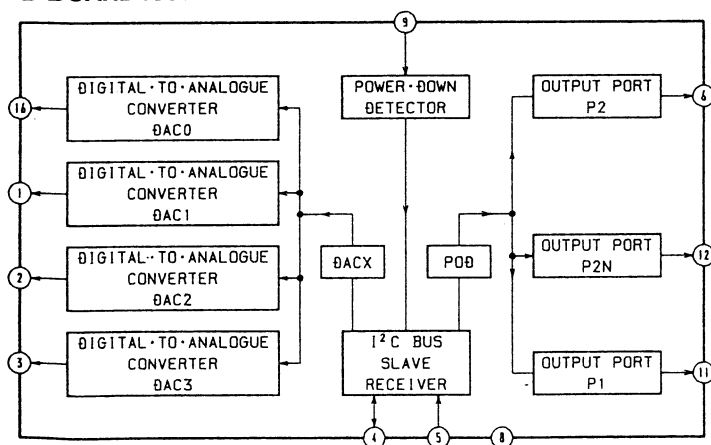 9
DIGITAL·TO·ANALOGUE
CONVERTER
DAC0
16
POWER·DOWN
DETECTOR
OUTPUT PORT
P2
6
DIGITAL·TO·ANALOGUE
CONVERTER
DAC1
1
DIGITAL·TO·ANALOGUE
CONVERTER
DAC2
2
DACX
POD
OUTPUT PORT
P2N
12
DIGITAL·TO·ANALOGUE
CONVERTER
DAC3
3
I²C BUS
SLAVE
RECEIVER
OUTPUT PORT
P1
11
4
5
8